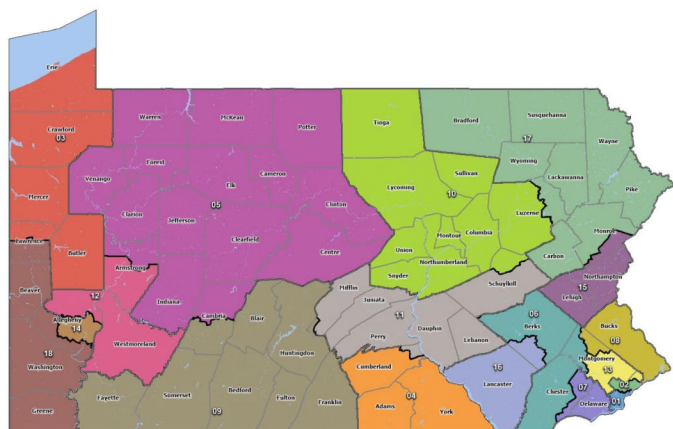 Erie
Warren
McKean
Potter
Tioga
Bradford
Susquehanna
Wayne
Crawford
03
17
Forest
Wyoming
Venango
Cameron
Sullivan
Lackawanna
Elk
Lycoming
Pike
Mercer
05
10
Clinton
Luzerne
Clarion
Jefferson
Montour
Columbia
Monroe
Lawrence
Clearfield
Centre
Union
Butler
Carbon
Armstrong
Northumberland
Snyder
Northampton
Beaver
Schuylkill
15
Mifflin
12
Indiana
Lehigh
Juniata
Cambria
Blair
11
06
Allegheny
14
Dauphin
Berks
Bucks
Perry
08
Westmoreland
Lebanon
18
Huntingdon
Montgomery
16
Cumberland
13
Washington
Lancaster
02
Bedford
07
Chester
Fayette
Somerset
04
Fulton
Franklin
Delaware
01
Adams
York
Greene
09